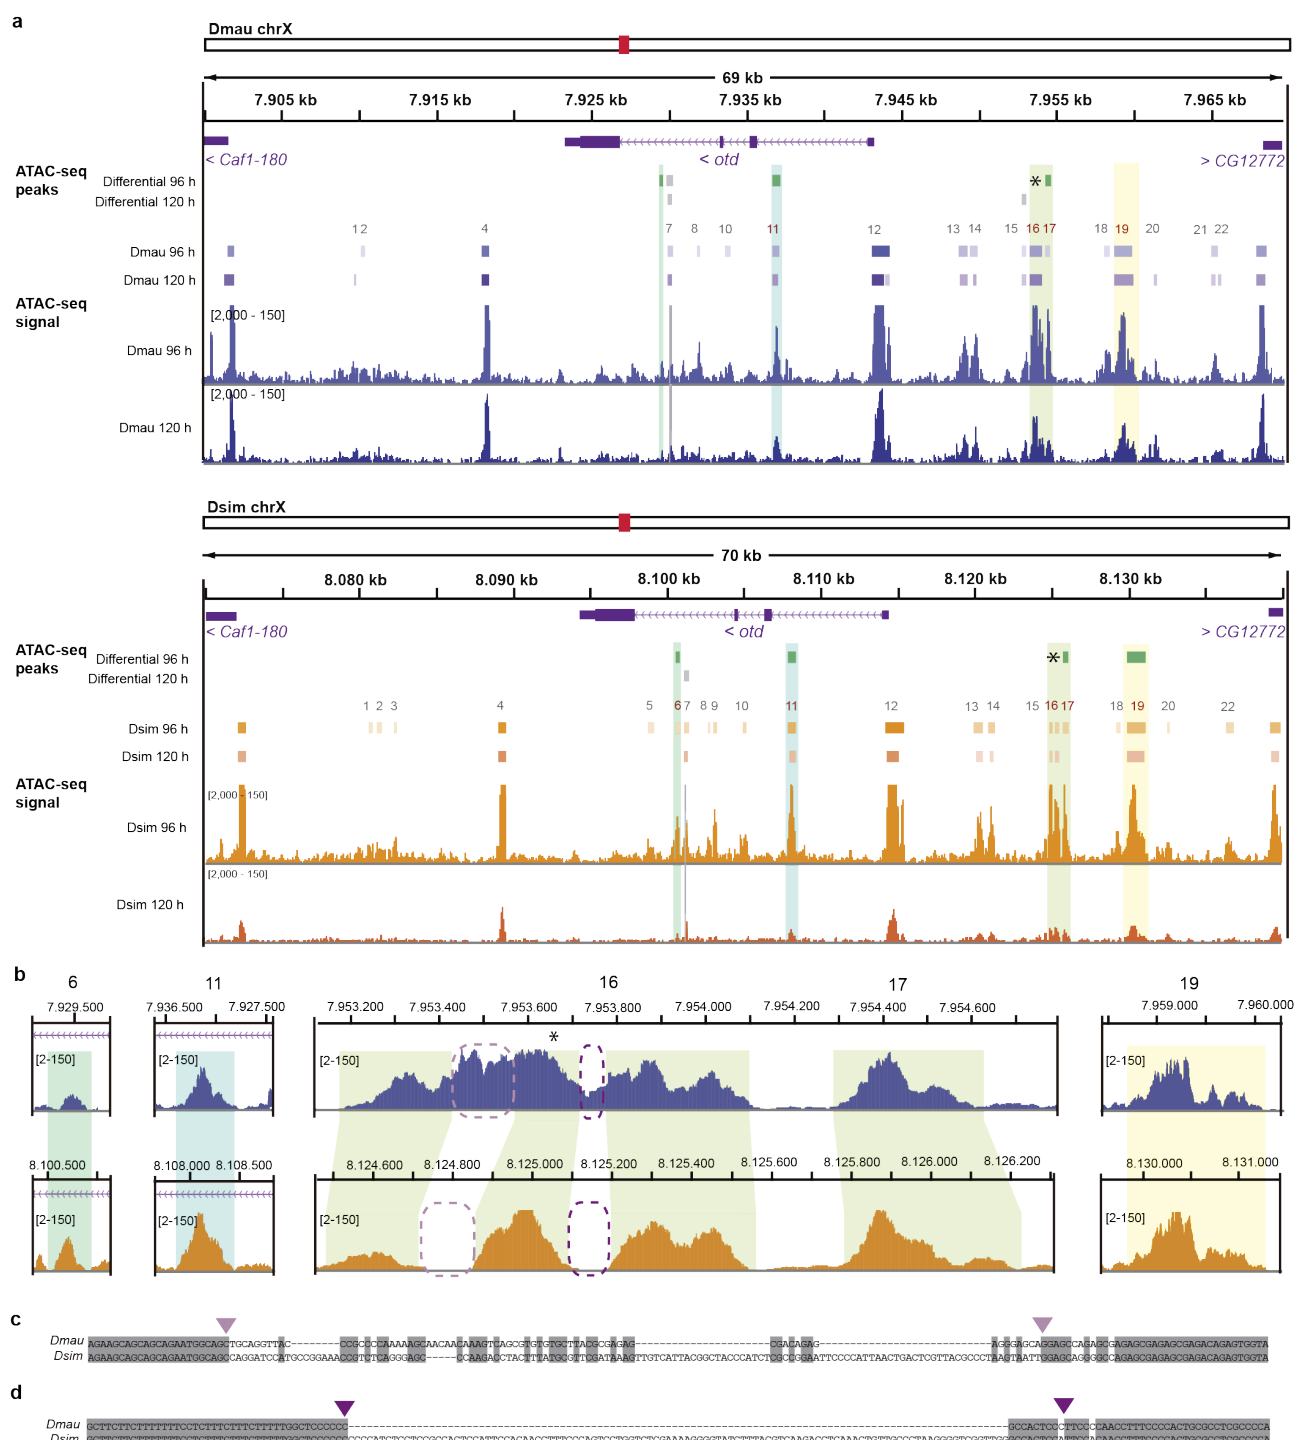 a
Dmau chrX
69 kb
7.905 kb 7.915 kb 7.925 kb 7.935 kb 7.945 kb 7.955 kb 7.965 kb
< Caf1-180 < otd > CG12772
ATAC-seq
peaks
Differential 96 h *
Differential 120 h
1 2 4 7 8 10 11 12 13 14 15 16 17 18 19 20 21 22
Dmau 96 h
Dmau 120 h
ATAC-seq
signal
[2,000 - 150]
Dmau 96 h
[2,000 - 150]
Dmau 120 h
Dsim chrX
70 kb
8.080 kb 8.090 kb 8.100 kb 8.110 kb 8.120 kb 8.130 kb
< Caf1-180 < otd > CG12772
ATAC-seq
peaks
Differential 96 h *
Differential 120 h
1 2 3 4 5 6 7 8 9 10 11 12 13 14 15 16 17 18 19 20 22
Dsim 96 h
Dsim 120 h
ATAC-seq
signal
[2,000 - 150]
Dsim 96 h
[2,000 - 150]
Dsim 120 h
b
6 11 16 17 19
7.929.500 7.936.500 7.927.500 7.953.200 7.953.400 7.953.600 7.953.800 7.954.000 7.954.200 7.954.400 7.954.600 7.959.000 7.960.000
*
[2-150] [2-150] [2-150] [2-150]
8.100.500 8.108.000 8.108.500 8.124.600 8.124.800 8.125.000 8.125.200 8.125.400 8.125.600 8.125.800 8.126.000 8.126.200 8.130.000 8.131.000
[2-150] [2-150] [2-150] [2-150]
c
Dmau
Dsim
d
Dmau
Dsim